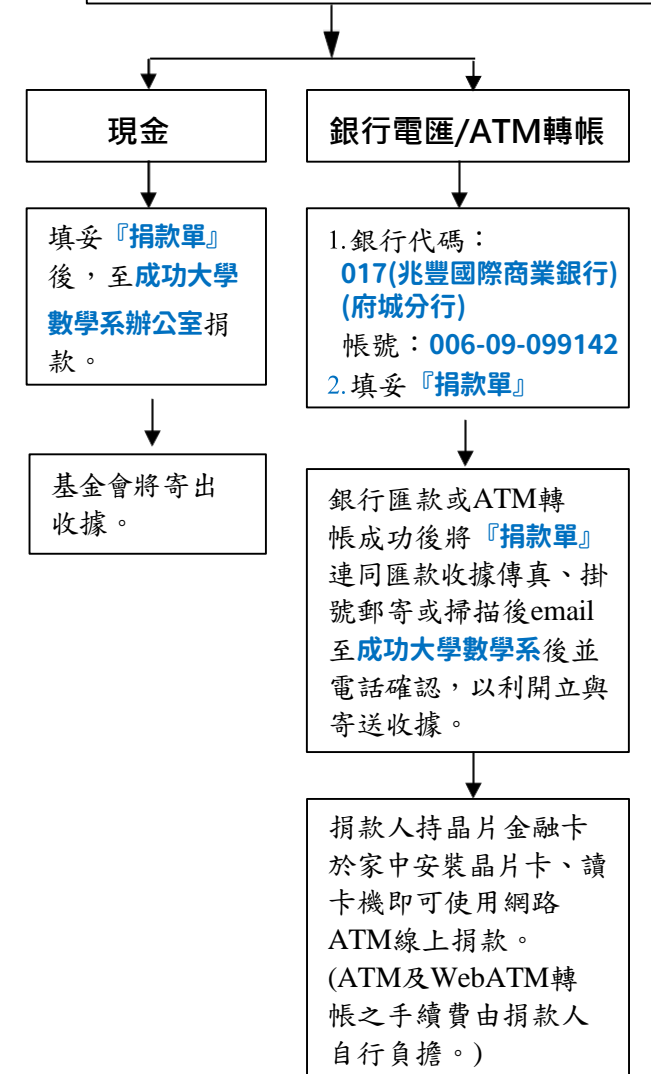 現金
填妥『捐款單』
後，至成功大學
數學系辦公室捐
款。
基金會將寄出
收據。
銀行電匯/ATM轉帳
1.銀行代碼：
017(兆豐國際商業銀行)
(府城分行)
帳號：006-09-099142
2.填妥『捐款單』
銀行匯款或ATM轉
帳成功後將『捐款單』
連同匯款收據傳真、掛
號郵寄或掃描後email
至成功大學數學系後並
電話確認，以利開立與
寄送收據。
捐款人持晶片金融卡
於家中安裝晶片卡、讀
卡機即可使用網路
ATM線上捐款。
(ATM及WebATM轉
帳之手續費由捐款人
自行負擔。)